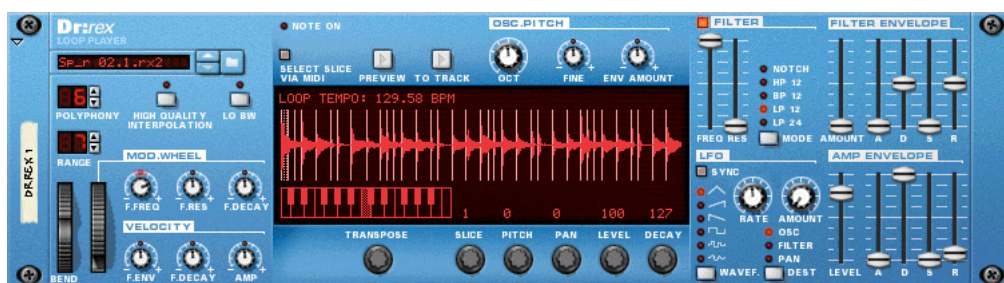 DR.REX 1
Dr:rex
LOOP PLAYER
Se_n 02.1.rx2
6
POLYPHONY
HIGH QUALITY
INTERPOLATION
LO BW
RANGE
MOD.WHEEL
F.FREQ F.RES F.DECAY
VELOCITY
F.ENV F.DECAY AMP
BEND
NOTE ON
SELECT SLICE
VIA MIDI
PREVIEW
TO TRACK
OSC.PITCH
OCT FINE ENV AMOUNT
LOOP TEMPO: 129.58 BPM
1 0 0 100 127
TRANSPOSE SLICE PITCH PAN LEVEL DECAY
FILTER
NOTCH
HP 12
BP 12
LP 12
LP 24
FREQ RES
MODE
FILTER ENVELOPE
AMOUNT A D S R
LFO
SYNC
RATE AMOUNT
OSC
FILTER
PAN
WAVEF. DEST
AMP ENVELOPE
LEVEL A D S R